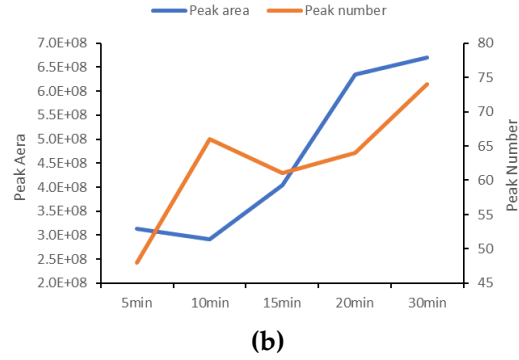 Peak area Peak number
7.0E+08 80
6.5E+08 75
6.0E+08
5.5E+08 70
5.0E+08 65
4.5E+08
4.0E+08 60
3.5E+08 55
3.0E+08 50
2.5E+08
2.0E+08 45
Peak Aera
Peak Number
5min 10min 15min 20min 30min
(b)